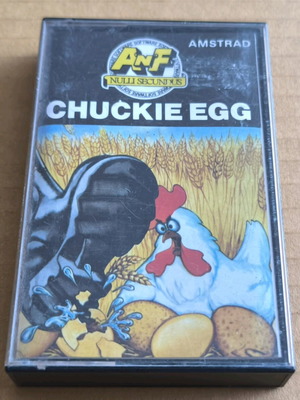 AMSTRAD
A'n'F
NULLI SECUNDUS
CHUCKIE EGG